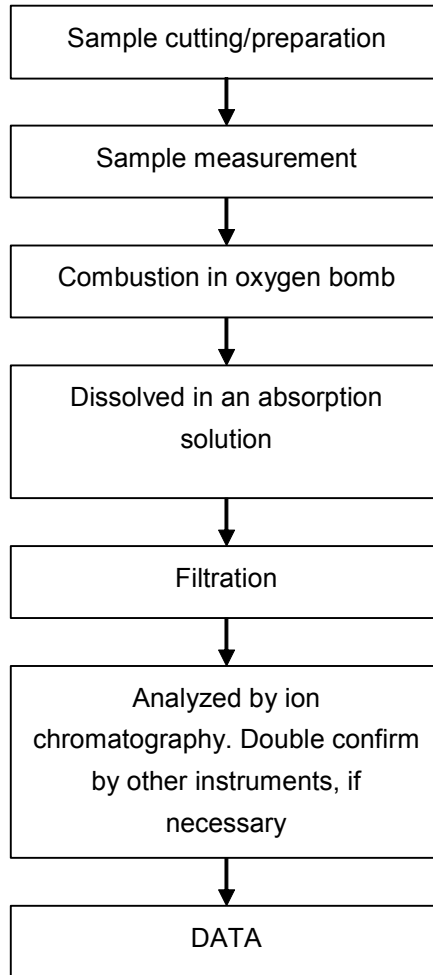 Sample cutting/preparation
Sample measurement
Combustion in oxygen bomb
Dissolved in an absorption
solution
Filtration
Analyzed by ion
chromatography. Double confirm
by other instruments, if
necessary
DATA